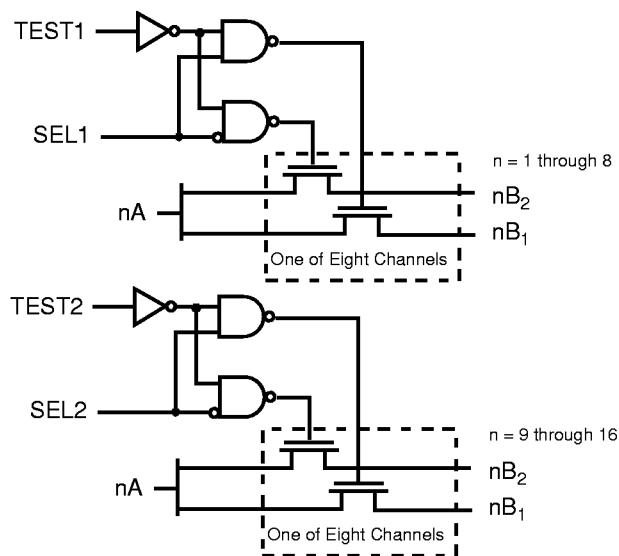 TEST1
SEL1
n = 1 through 8
nA
nB2
nB1
One of Eight Channels
TEST2
SEL2
n = 9 through 16
nA
nB2
nB1
One of Eight Channels